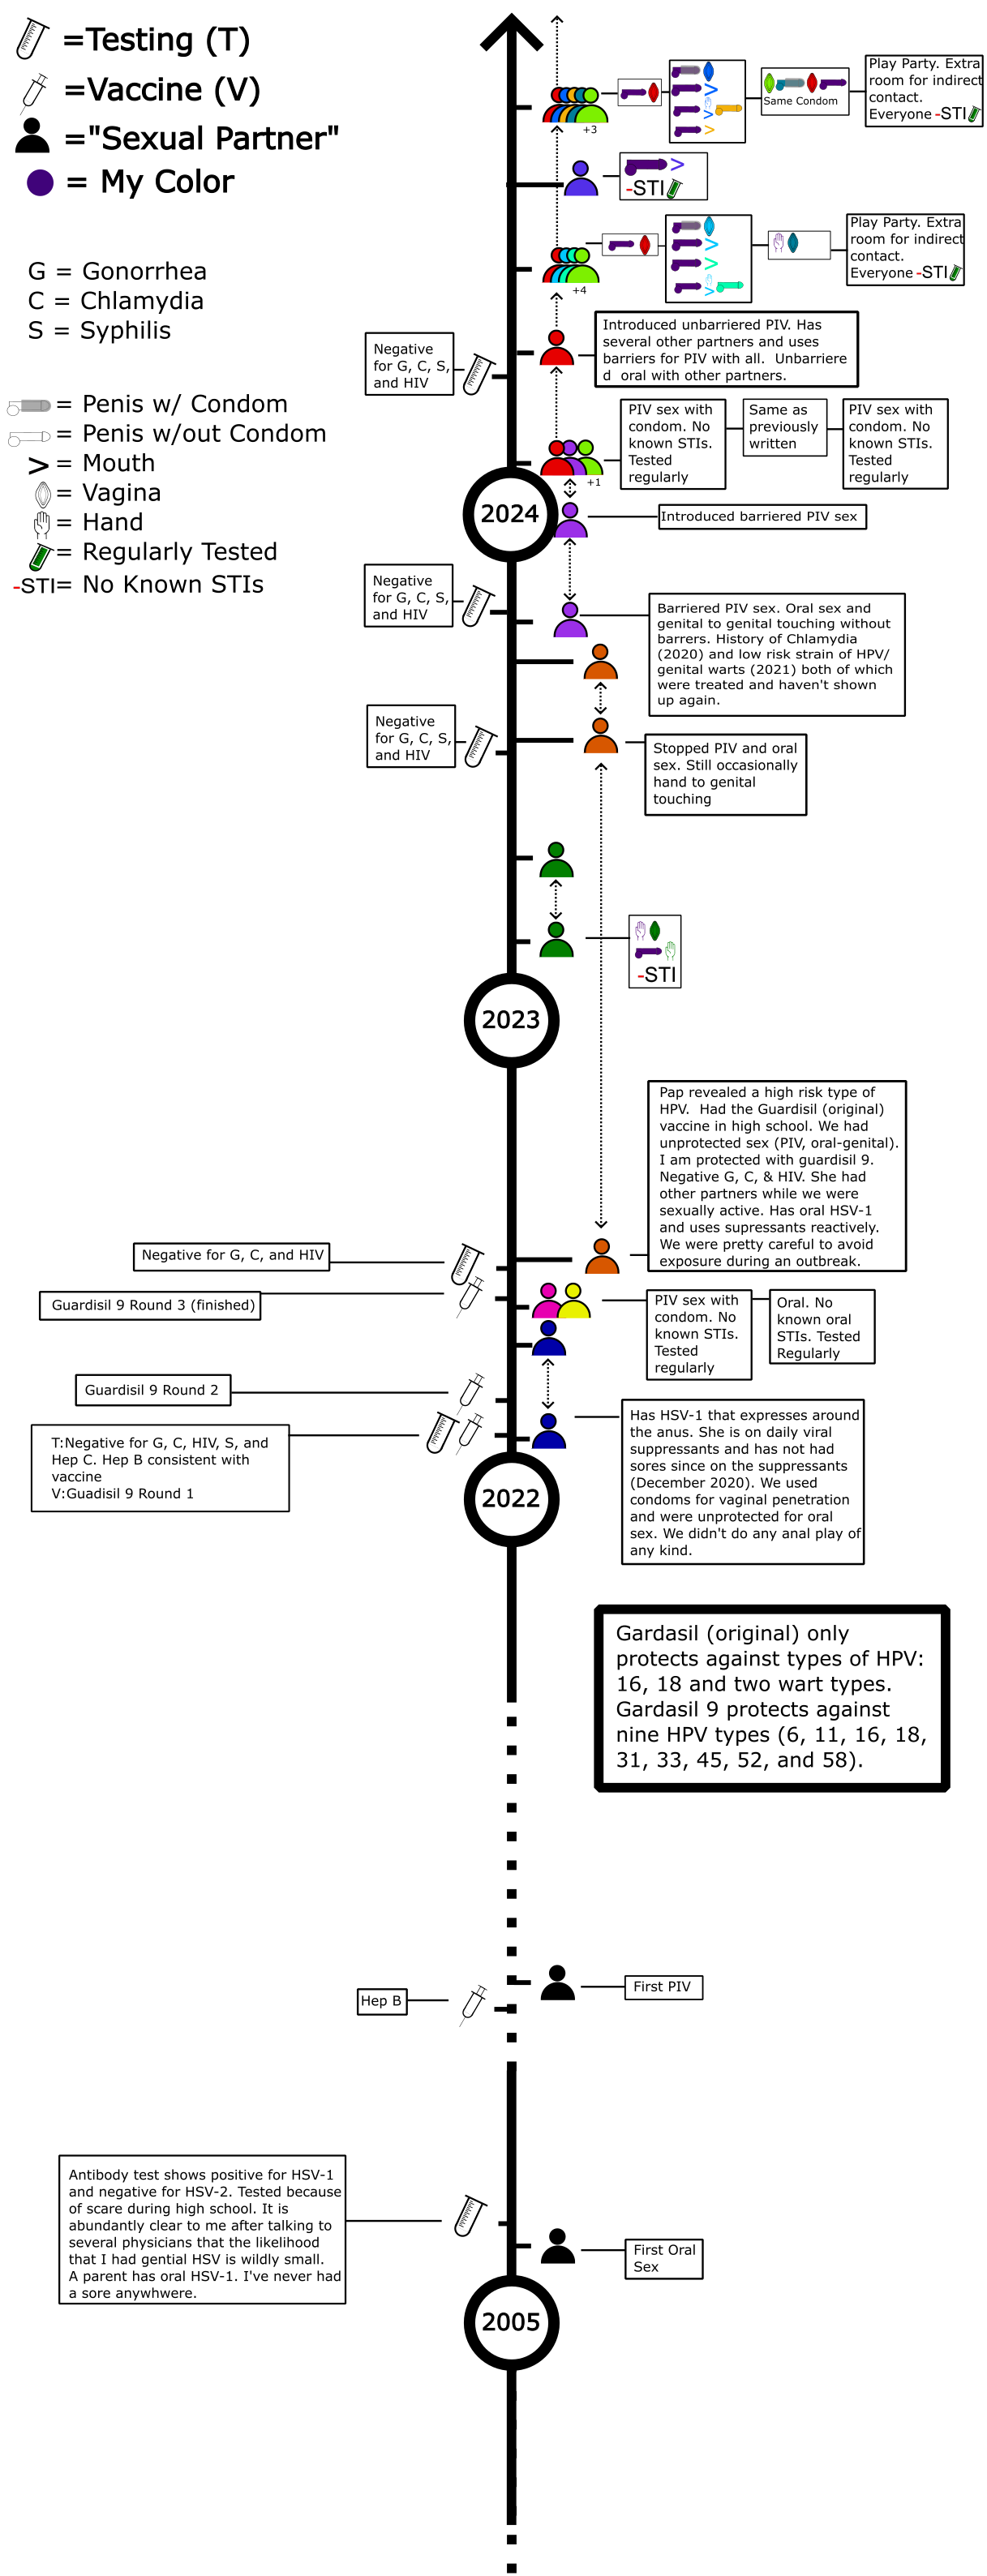 =Testing (T)
=Vaccine (V)
="Sexual Partner"
= My Color
G = Gonorrhea
C = Chlamydia
S = Syphilis
= Penis w/ Condom
= Penis w/out Condom
> = Mouth
= Vagina
= Hand
= Regularly Tested
-STI= No Known STIs
+3
>
>
>
Same Condom
Play Party. Extra
room for indirect
contact.
Everyone -STI
>
-STI
+4
>
>
>
Play Party. Extra
room for indirect
contact.
Everyone -STI
Negative
for G, C, S,
and HIV
Introduced unbarriered PIV. Has
several other partners and uses
barriers for PIV with all.  Unbarriere
d  oral with other partners.
+1
PIV sex with
condom. No
known STIs.
Tested
regularly
Same as
previously
written
PIV sex with
condom. No
known STIs.
Tested
regularly
2024
Introduced barriered PIV sex
Negative
for G, C, S,
and HIV
Barriered PIV sex. Oral sex and
genital to genital touching without
barrers. History of Chlamydia
(2020) and low risk strain of HPV/
genital warts (2021) both of which
were treated and haven't shown
up again.
Negative
for G, C, S,
and HIV
Stopped PIV and oral
sex. Still occasionally
hand to genital
touching
-STI
2023
Pap revealed a high risk type of
HPV.  Had the Guardisil (original)
vaccine in high school. We had
unprotected sex (PIV, oral-genital).
I am protected with guardisil 9.
Negative G, C, & HIV. She had
other partners while we were
sexually active. Has oral HSV-1
and uses supressants reactively.
We were pretty careful to avoid
exposure during an outbreak.
Negative for G, C, and HIV
Guardisil 9 Round 3 (finished)
PIV sex with
condom. No
known STIs.
Tested
regularly
Oral. No
known oral
STIs. Tested
Regularly
Guardisil 9 Round 2
T:Negative for G, C, HIV, S, and
Hep C. Hep B consistent with
vaccine
V:Guadisil 9 Round 1
Has HSV-1 that expresses around
the anus. She is on daily viral
suppressants and has not had
sores since on the suppressants
(December 2020). We used
condoms for vaginal penetration
and were unprotected for oral
sex. We didn't do any anal play of
any kind.
2022
Gardasil (original) only
protects against types of HPV:
16, 18 and two wart types.
Gardasil 9 protects against
nine HPV types (6, 11, 16, 18,
31, 33, 45, 52, and 58).
First PIV
Hep B
Antibody test shows positive for HSV-1
and negative for HSV-2. Tested because
of scare during high school. It is
abundantly clear to me after talking to
several physicians that the likelihood
that I had gential HSV is wildly small.
A parent has oral HSV-1. I've never had
a sore anywhwere.
First Oral
Sex
2005